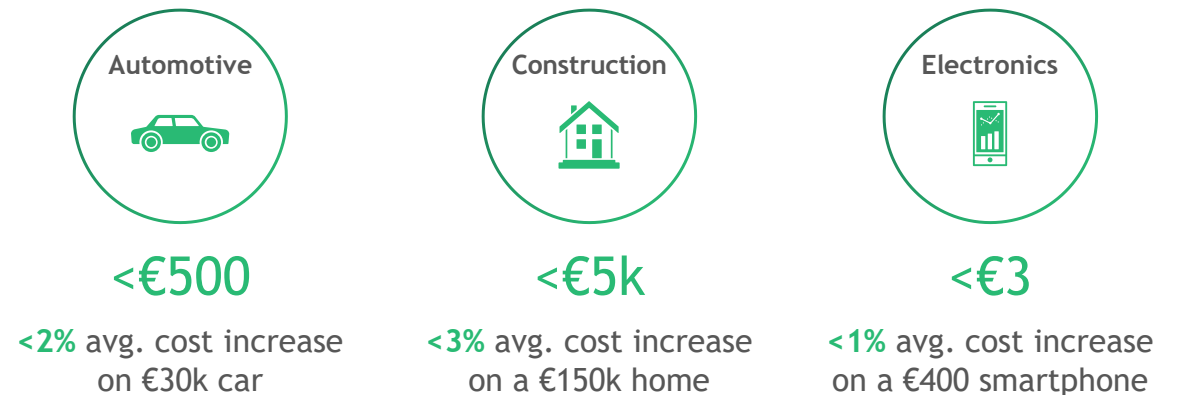 Automotive
Construction
Electronics
<€500
<€5k
<€3
<2% avg. cost increase
on €30k car
<3% avg. cost increase
on a €150k home
<1% avg. cost increase
on a €400 smartphone